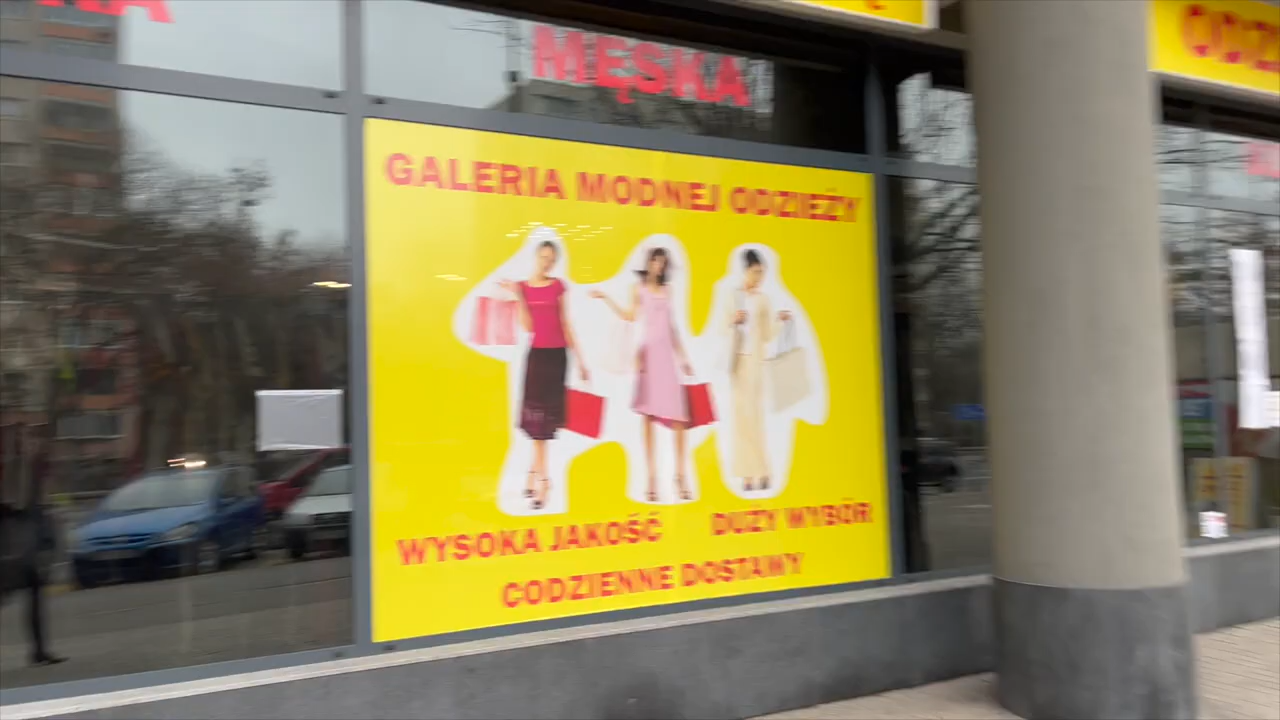 MĘSKA
GALERIA MODNEJ ODZIEŻY
WYSOKA JAKOŚĆ
DUŻY WYBÓR
CODZIENNE DOSTAWY